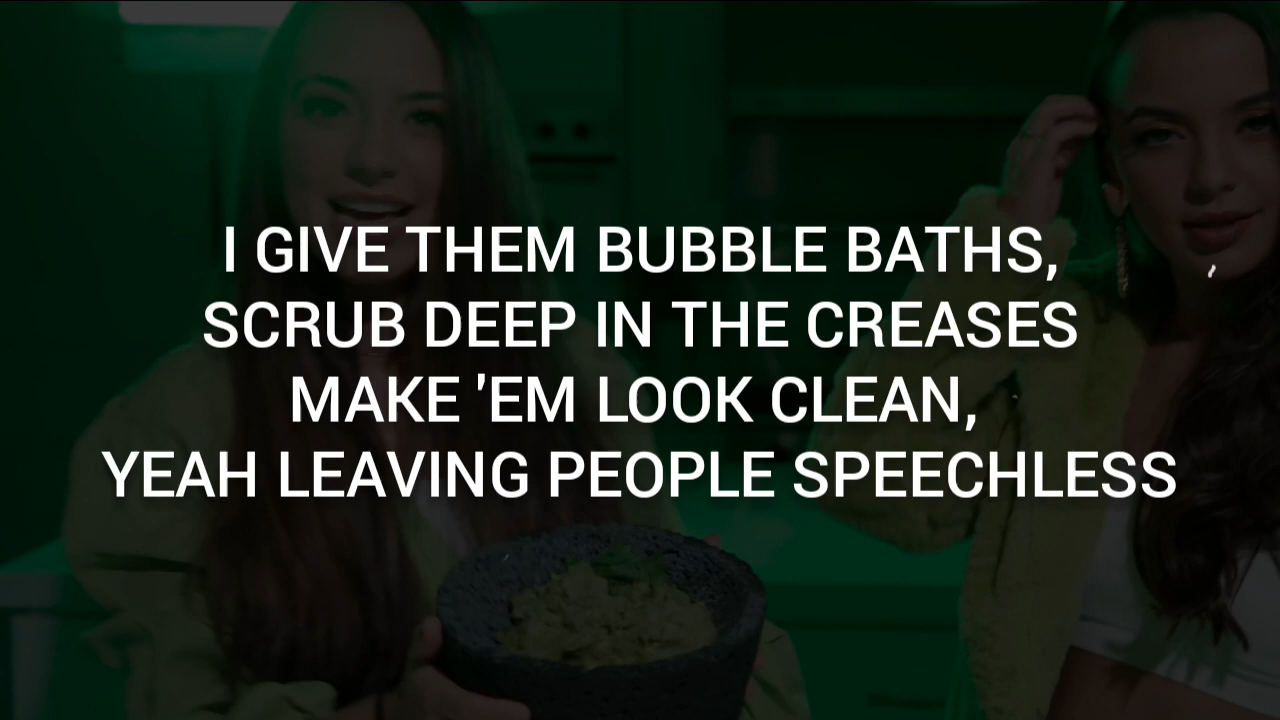 I GIVE THEM BUBBLE BATHS,
SCRUB DEEP IN THE CREASES
MAKE 'EM LOOK CLEAN,
YEAH LEAVING PEOPLE SPEECHLESS